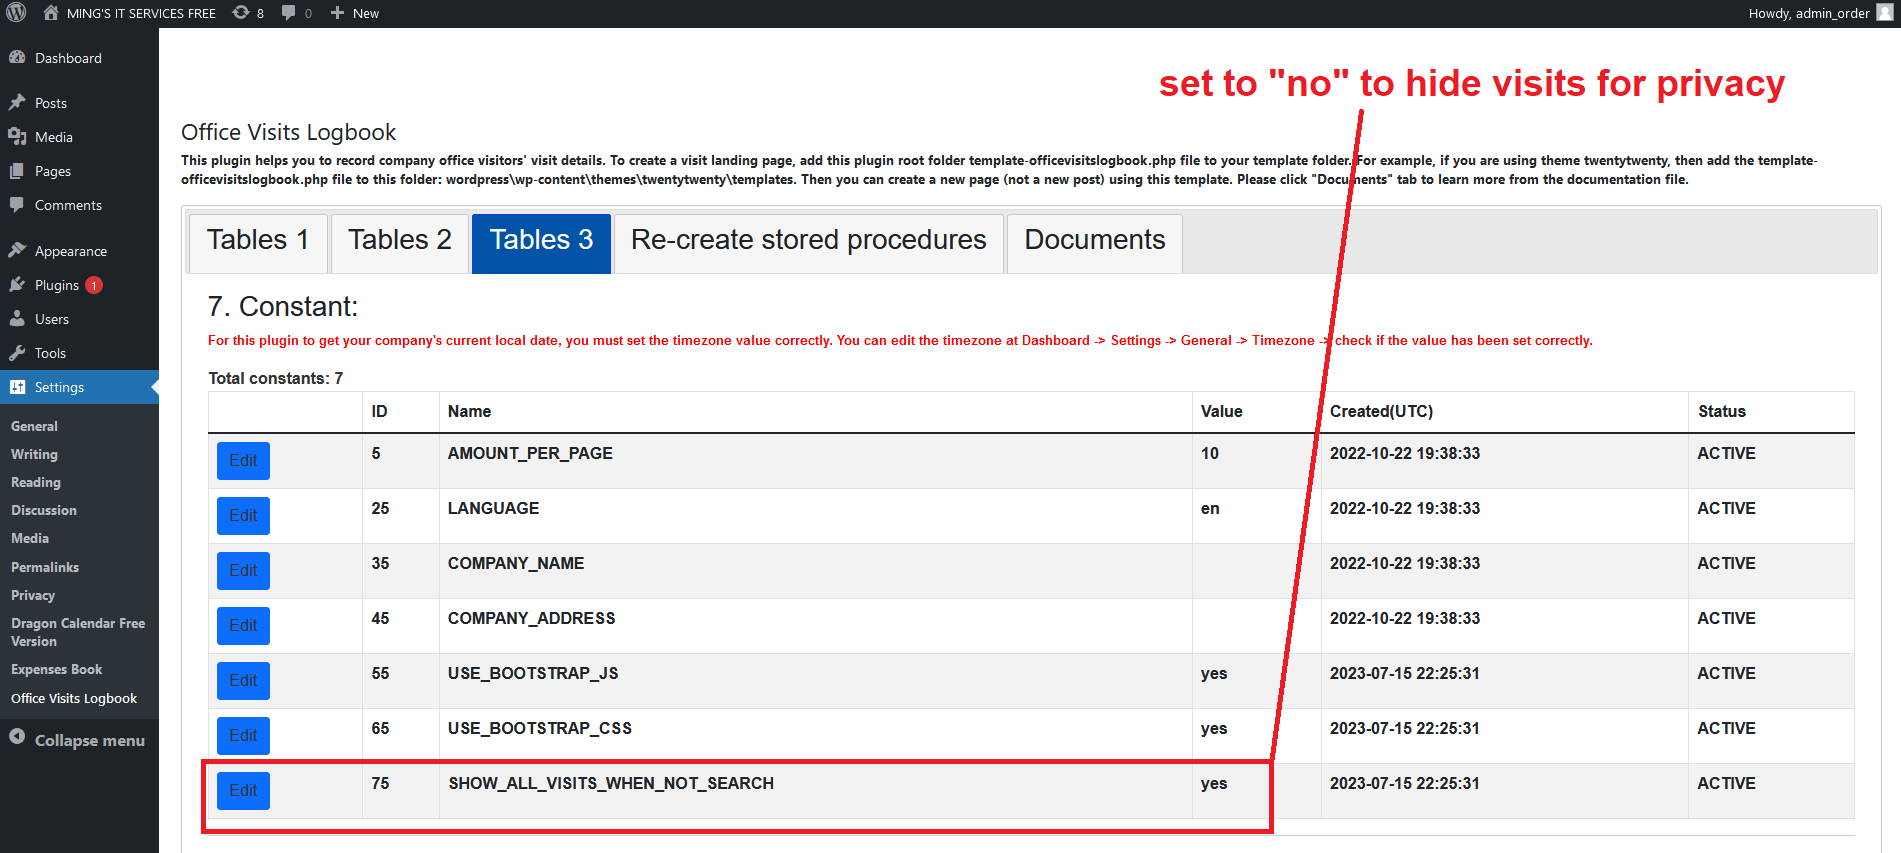 MING'S IT SERVICES FREE 8 0 New Howdy, admin_order
Dashboard
Posts
Media
Pages
Comments
Appearance
Plugins 1
Users
Tools
Settings
General
Writing
Reading
Discussion
Media
Permalinks
Privacy
Dragon Calendar Free
Version
Expenses Book
Office Visits Logbook
Collapse menu
set to "no" to hide visits for privacy
Office Visits Logbook
This plugin helps you to record company office visitors' visit details. To create a visit landing page, add this plugin root folder template-officevisitslogbook.php file to your template folder. For example, if you are using theme twentytwenty, then add the template-
officevisitslogbook.php file to this folder: wordpress\wp-content\themes\twentytwenty\templates. Then you can create a new page (not a new post) using this template. Please click "Documents" tab to learn more from the documentation file.
Tables 1 Tables 2 Tables 3 Re-create stored procedures Documents
7. Constant:
For this plugin to get your company's current local date, you must set the timezone value correctly. You can edit the timezone at Dashboard -> Settings -> General -> Timezone -> check if the value has been set correctly.
Total constants: 7
ID Name Value Created(UTC) Status
Edit 5 AMOUNT_PER_PAGE 10 2022-10-22 19:38:33 ACTIVE
Edit 25 LANGUAGE en 2022-10-22 19:38:33 ACTIVE
Edit 35 COMPANY_NAME 2022-10-22 19:38:33 ACTIVE
Edit 45 COMPANY_ADDRESS 2022-10-22 19:38:33 ACTIVE
Edit 55 USE_BOOTSTRAP_JS yes 2023-07-15 22:25:31 ACTIVE
Edit 65 USE_BOOTSTRAP_CSS yes 2023-07-15 22:25:31 ACTIVE
Edit 75 SHOW_ALL_VISITS_WHEN_NOT_SEARCH yes 2023-07-15 22:25:31 ACTIVE